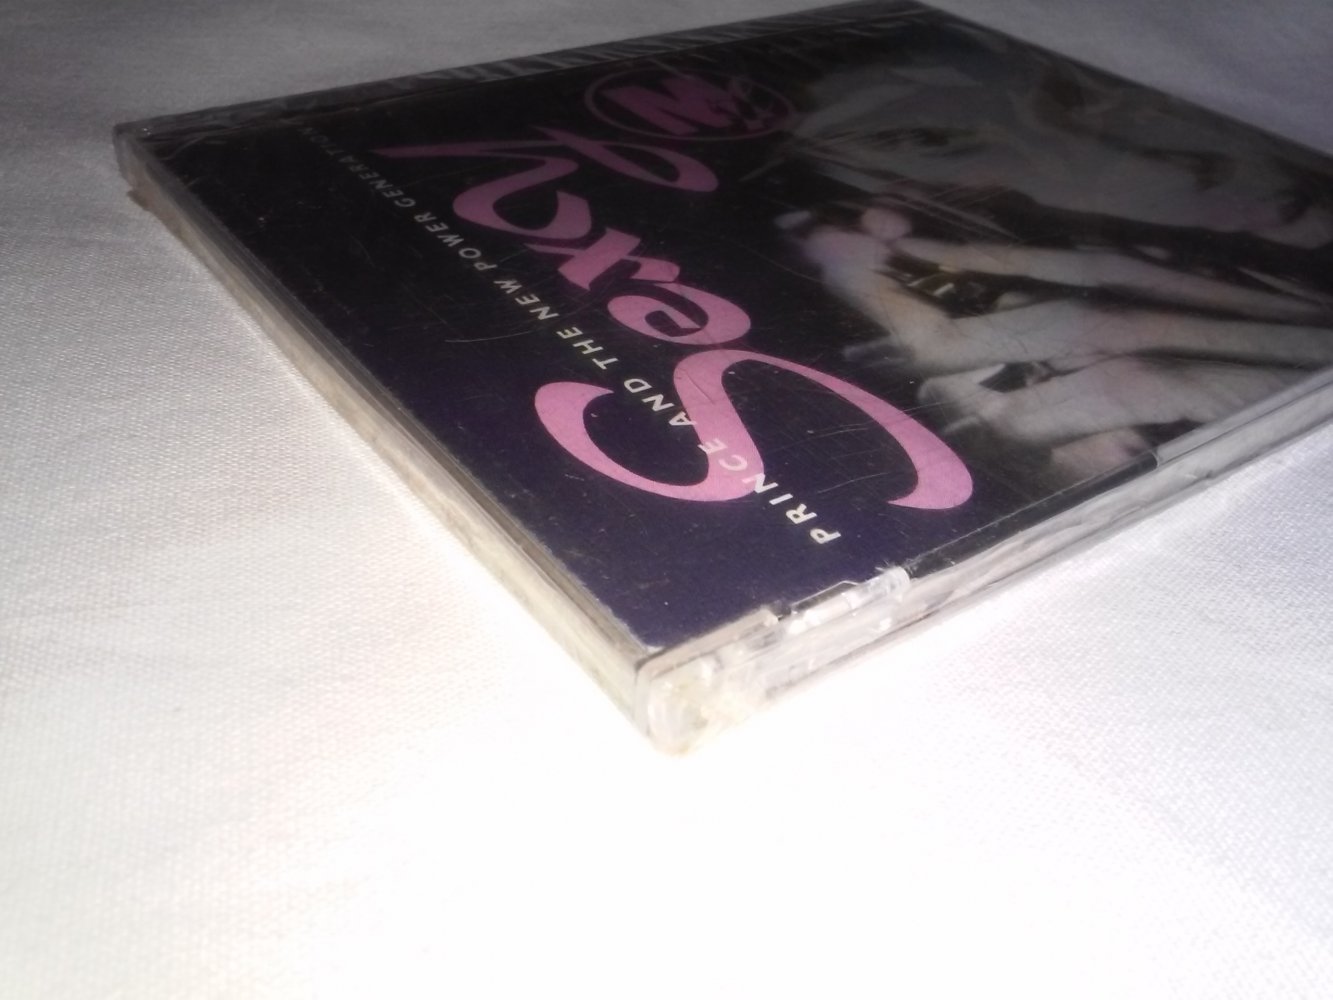 Sexy M.F.
PRINCE AND THE NEW POWER GENERATION